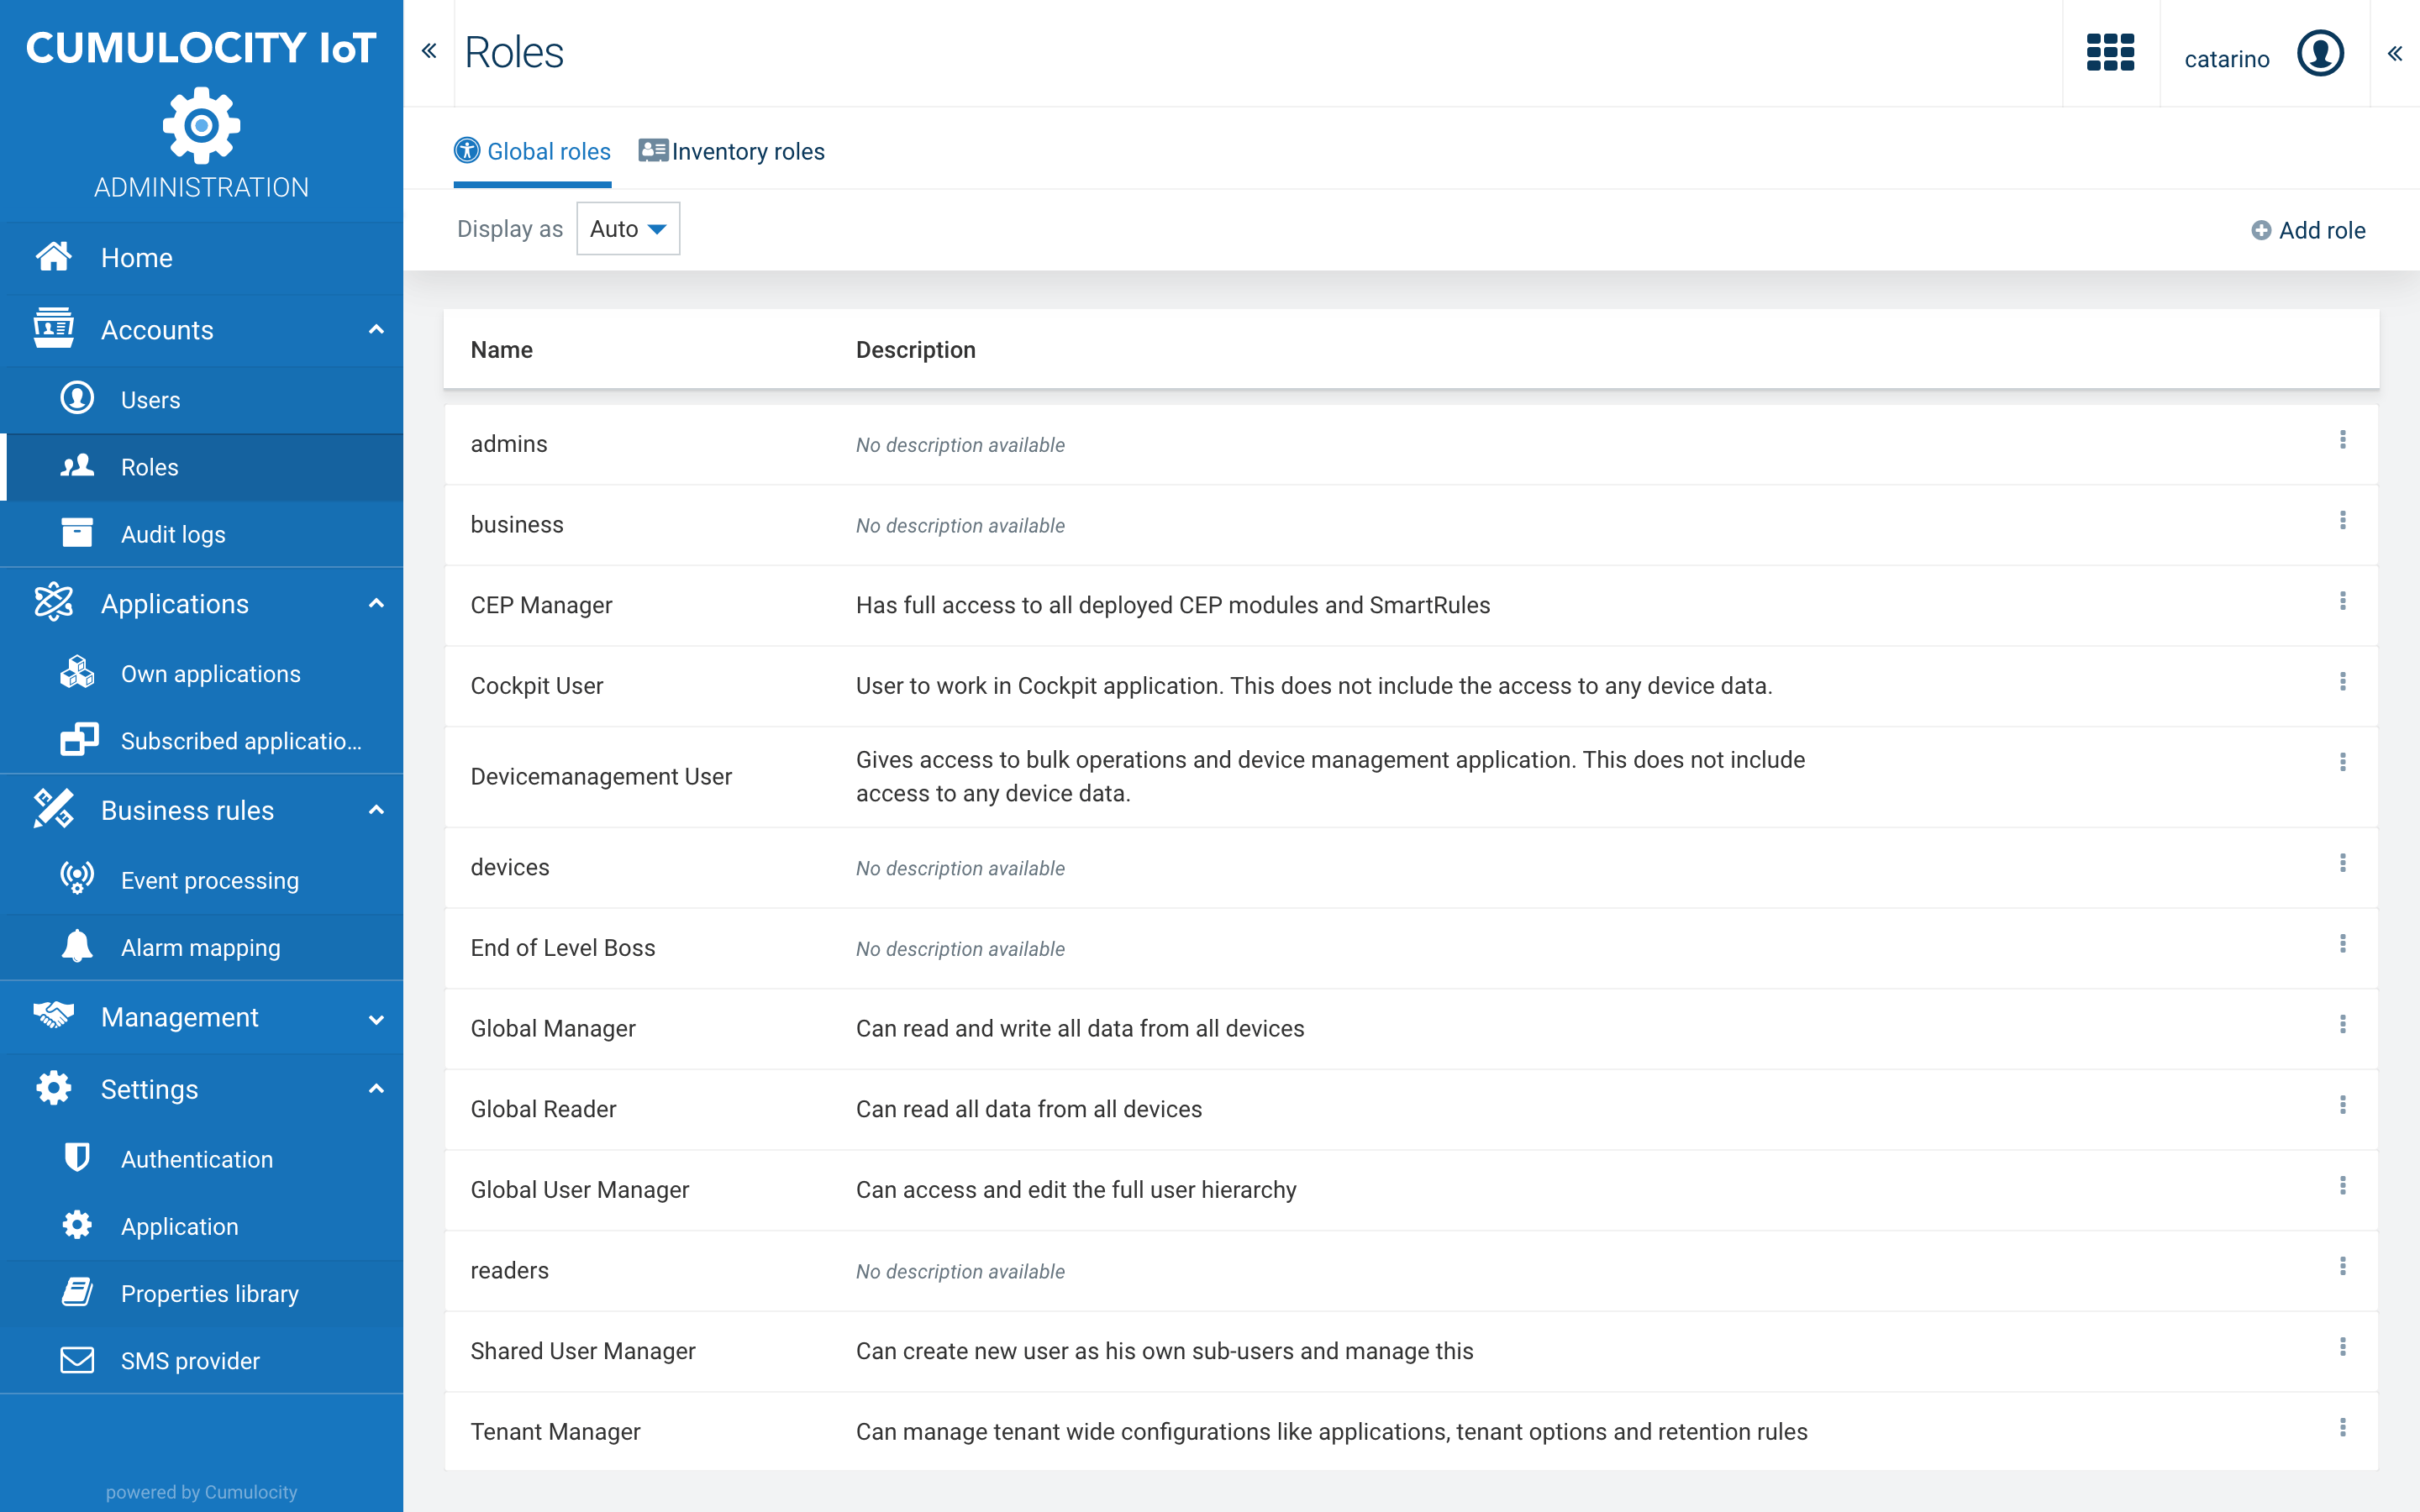 CUMULOCITY IoT
ADMINISTRATION
Home
Accounts
Users
Roles
Audit logs
Applications
Own applications
Subscribed applicatio...
Business rules
Event processing
Alarm mapping
Management
Settings
Authentication
Application
Properties library
SMS provider
powered by Cumulocity
Roles
catarino
Global roles
Inventory roles
Display as
Auto
Add role
Name Description
admins No description available
business No description available
CEP Manager Has full access to all deployed CEP modules and SmartRules
Cockpit User User to work in Cockpit application. This does not include the access to any device data.
Devicemanagement User Gives access to bulk operations and device management application. This does not include
access to any device data.
devices No description available
End of Level Boss No description available
Global Manager Can read and write all data from all devices
Global Reader Can read all data from all devices
Global User Manager Can access and edit the full user hierarchy
readers No description available
Shared User Manager Can create new user as his own sub-users and manage this
Tenant Manager Can manage tenant wide configurations like applications, tenant options and retention rules